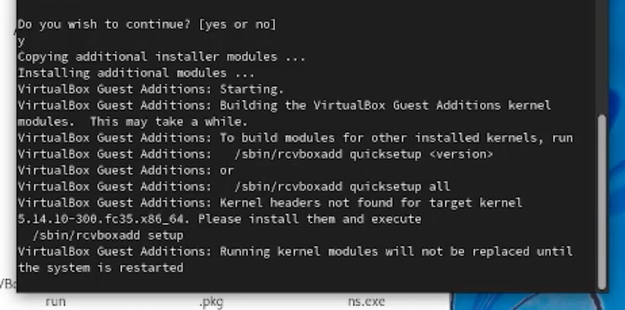 Do you wish to continue? [yes or no]
y
Copying additional installer modules ...
Installing additional modules ...
VirtualBox Guest Additions: Starting.
VirtualBox Guest Additions: Building the VirtualBox Guest Additions kernel
modules.  This may take a while.
VirtualBox Guest Additions: To build modules for other installed kernels, run
VirtualBox Guest Additions:   /sbin/rcvboxadd quicksetup <version>
VirtualBox Guest Additions: or
VirtualBox Guest Additions:   /sbin/rcvboxadd quicksetup all
VirtualBox Guest Additions: Kernel headers not found for target kernel
5.14.10-300.fc35.x86_64. Please install them and execute
  /sbin/rcvboxadd setup
VirtualBox Guest Additions: Running kernel modules will not be replaced until
the system is restarted
run .pkg ns.exe